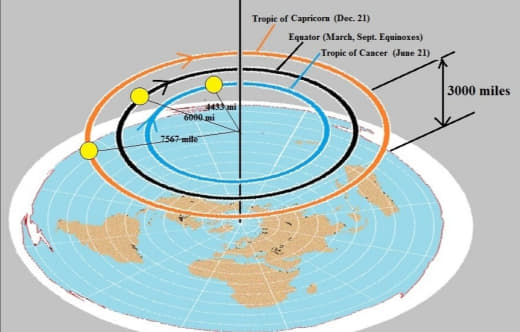 Tropic of Capricorn (Dec. 21)
Equator (March, Sept. Equinoxes)
Tropic of Cancer (June 21)
3000 miles
4433 mi
6000 mi
7567 mile